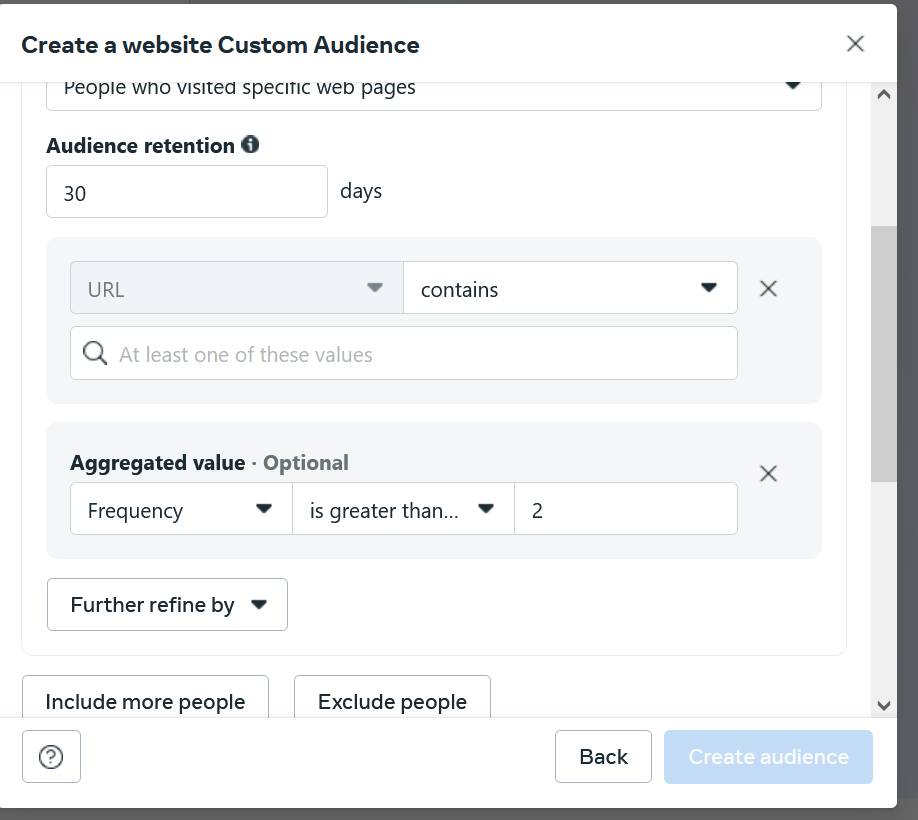 Create a website Custom Audience
People who visited specific web pages
Audience retention
30 days
URL contains
At least one of these values
Aggregated value · Optional
Frequency is greater than... 2
Further refine by
Include more people Exclude people
Back Create audience